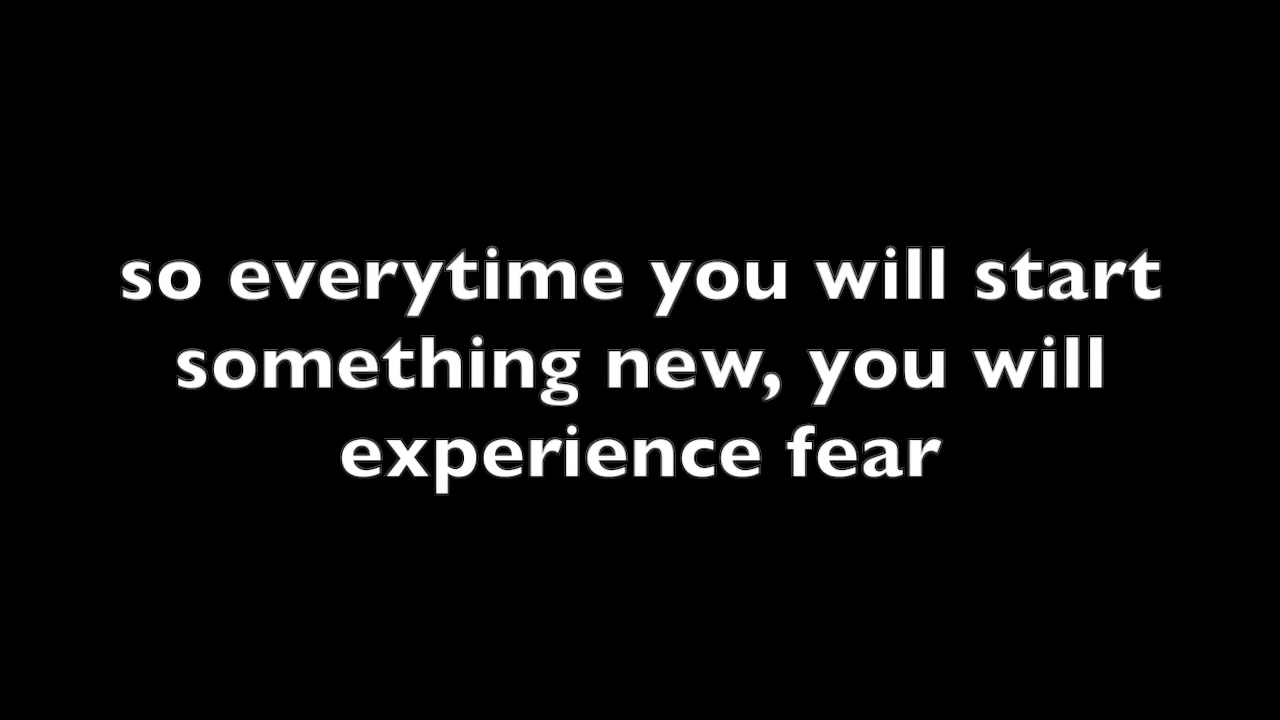 so everytime you will start
something new, you will
experience fear